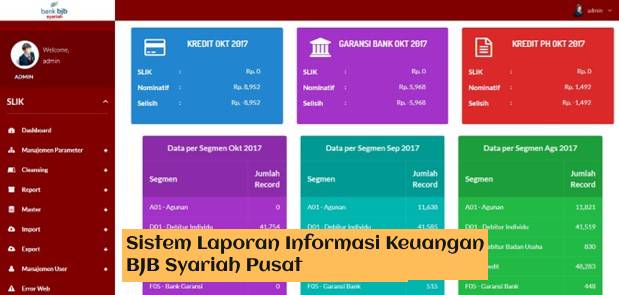 bank bjb
syariah
admin
Welcome,
admin
ADMIN
SLIK
Dashboard
Manajemen Parameter
Cleansing
Report
Master
Import
Export
Manajemen User
Error Web
KREDIT OKT 2017
SLIK : Rp. 0
Nominatif : Rp. 8,952
Selisih : Rp. -8,952
GARANSI BANK OKT 2017
SLIK : Rp. 0
Nominatif : Rp. 5,968
Selisih : Rp. -5,968
KREDIT PH OKT 2017
SLIK : Rp. 0
Nominatif : Rp. 1,492
Selisih : Rp. -1,492
Data per Segmen Okt 2017
Segmen Jumlah
Record
A01 - Agunan 0
D01 - Debitur Individu 41,754
F05 - Bank Garansi 0
Data per Segmen Sep 2017
Segmen Jumlah
Record
A01 - Agunan 11,638
D01 - Debitur Individu 41,585
F05 - Garansi Bank 515
Data per Segmen Ags 2017
Segmen Jumlah
Record
A01 - Agunan 11,821
D01 - Debitur Individu 41,519
Debitur Badan Usaha 830
48,283
F05 - Garansi Bank 448
Sistem Laporan Informasi Keuangan
BJB Syariah Pusat